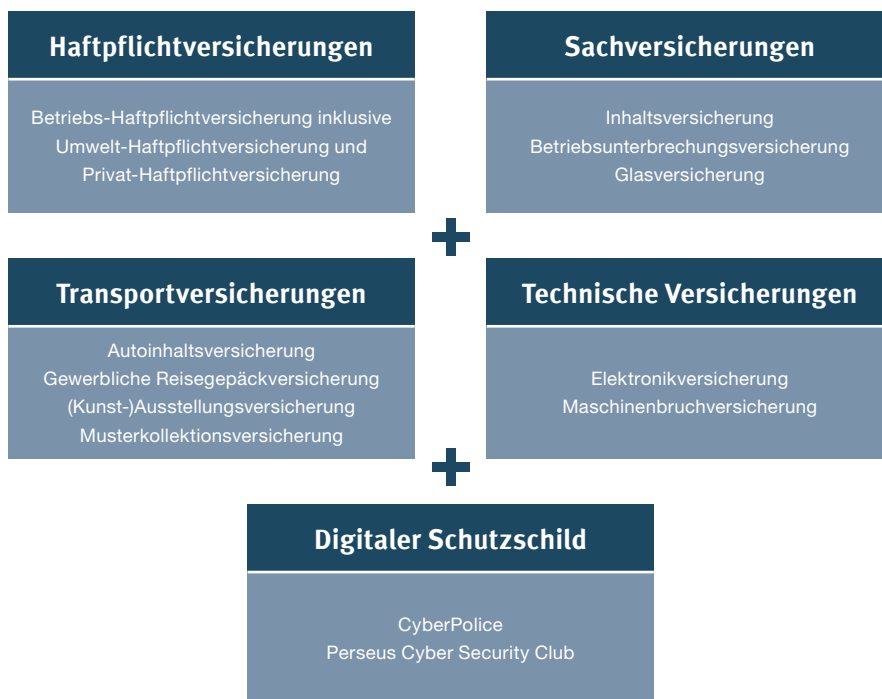 Haftpflichtversicherungen
Betriebs-Haftpflichtversicherung inklusive
Umwelt-Haftpflichtversicherung und
Privat-Haftpflichtversicherung
Sachversicherungen
Inhaltsversicherung
Betriebsunterbrechungsversicherung
Glasversicherung
Transportversicherungen
Autoinhaltsversicherung
Gewerbliche Reisegepäckversicherung
(Kunst-)Ausstellungsversicherung
Musterkollektionsversicherung
Technische Versicherungen
Elektronikversicherung
Maschinenbruchversicherung
Digitaler Schutzschild
CyberPolice
Perseus Cyber Security Club